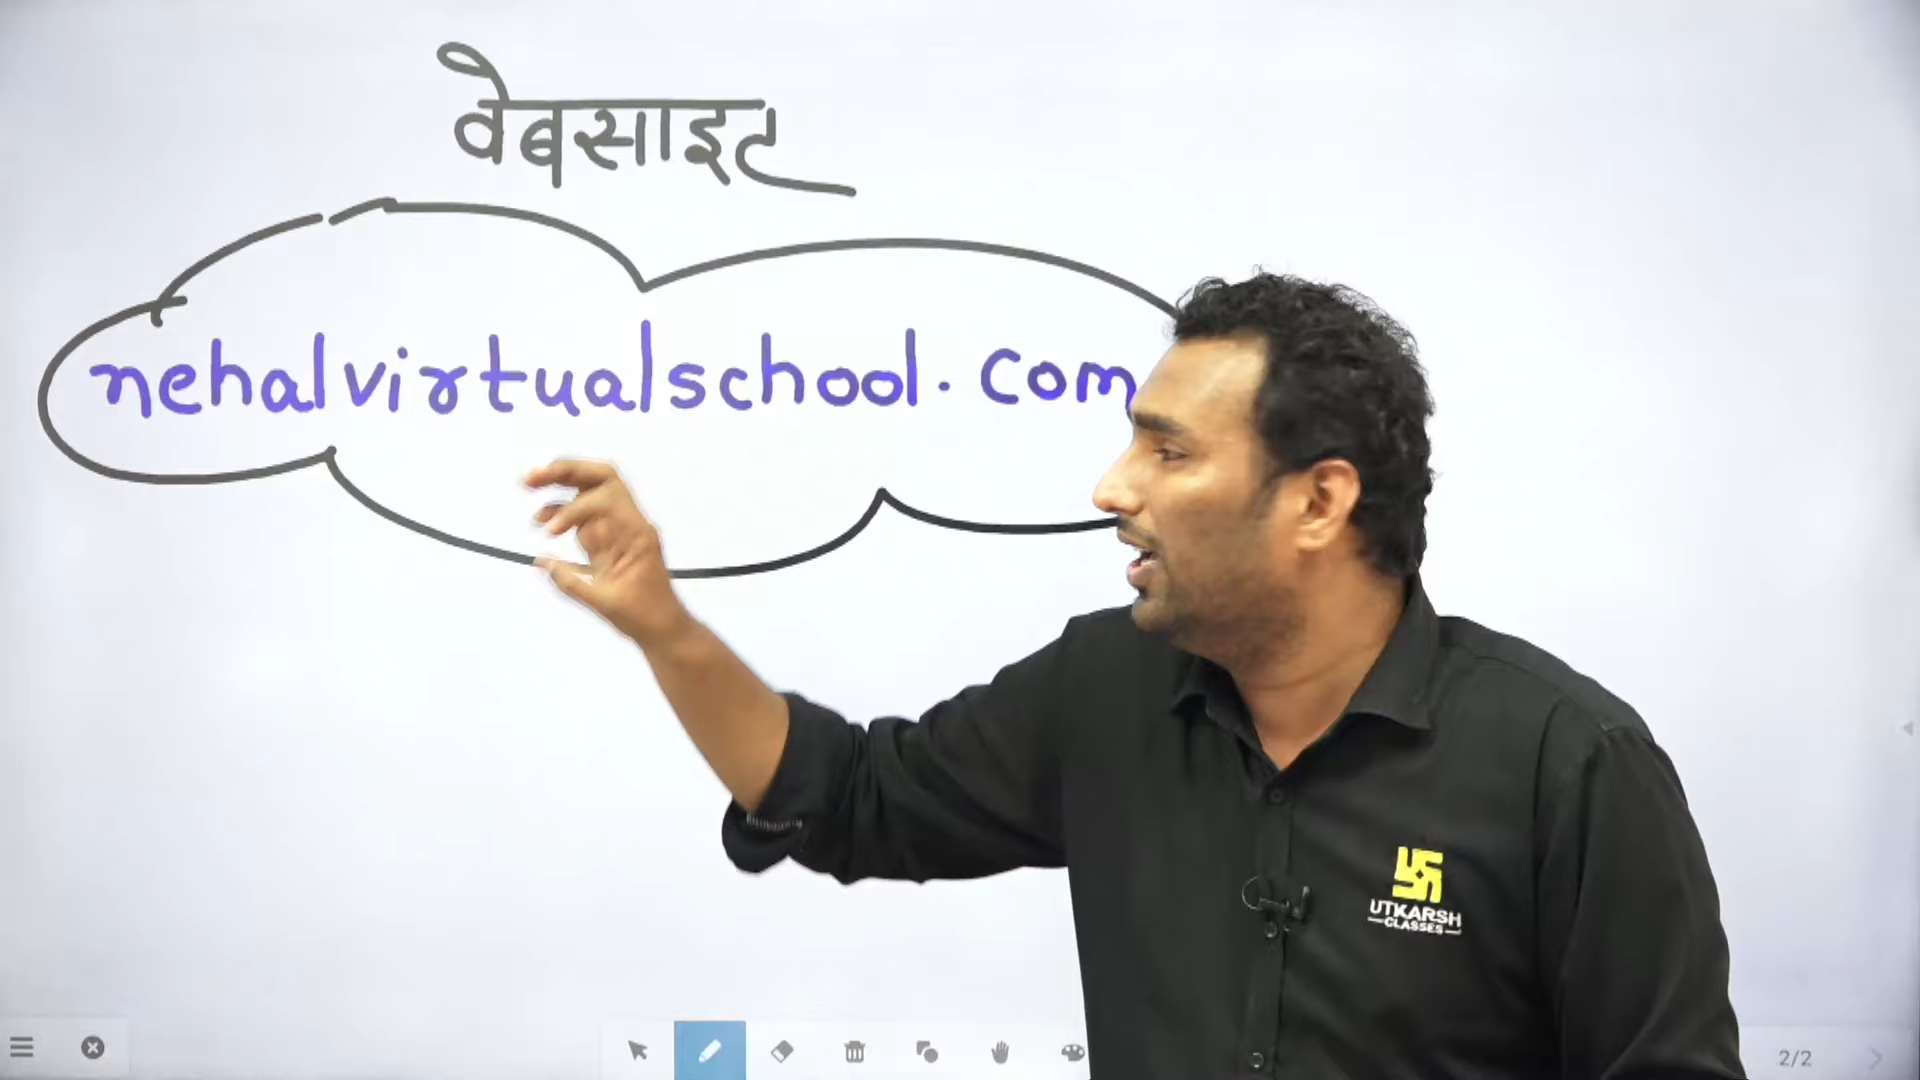 वेबसाइट
nehalvirtualschool.com
UTKARSH
CLASSES
2/2